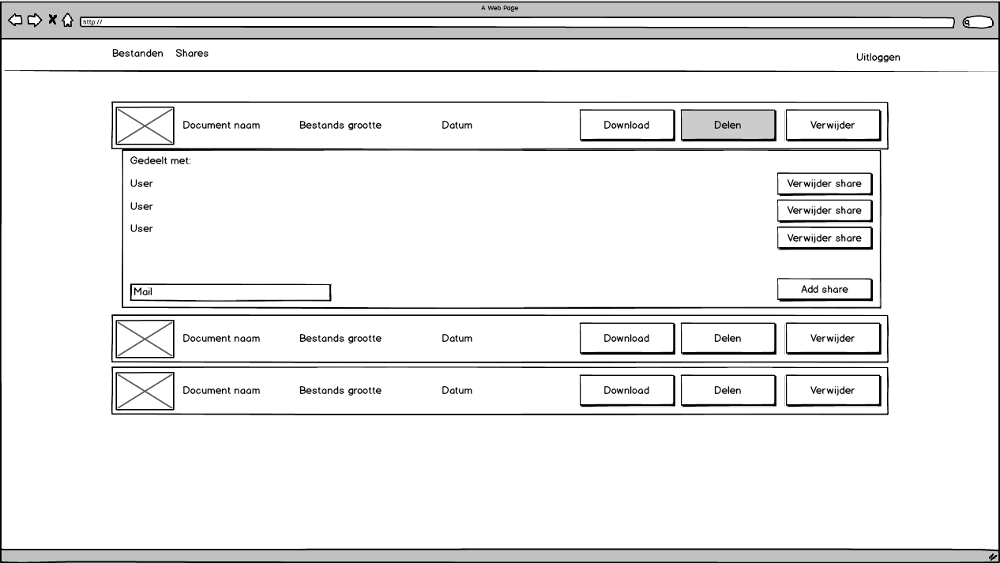 A Web Page
http://
Bestanden Shares
Uitloggen
Document naam Bestands grootte Datum Download Delen Verwijder
Gedeelt met:
User Verwijder share
User Verwijder share
User Verwijder share
Mail Add share
Document naam Bestands grootte Datum Download Delen Verwijder
Document naam Bestands grootte Datum Download Delen Verwijder